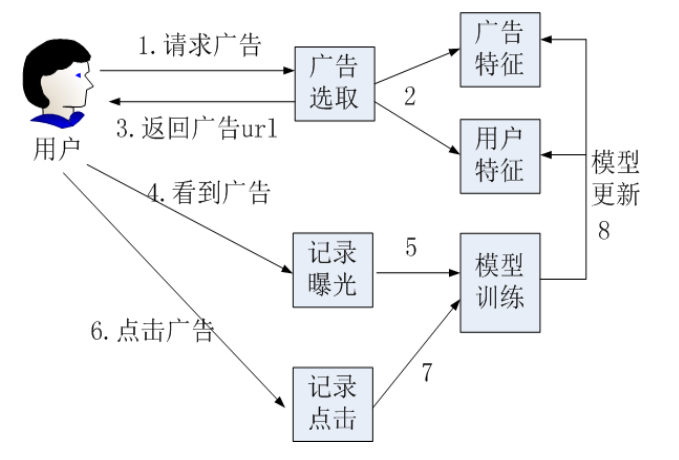 1.请求广告
广告
选取
广告
特征
2
3.返回广告url
用户
用户
特征
模型
更新
8
4.看到广告
记录
曝光
5
模型
训练
6.点击广告
7
记录
点击